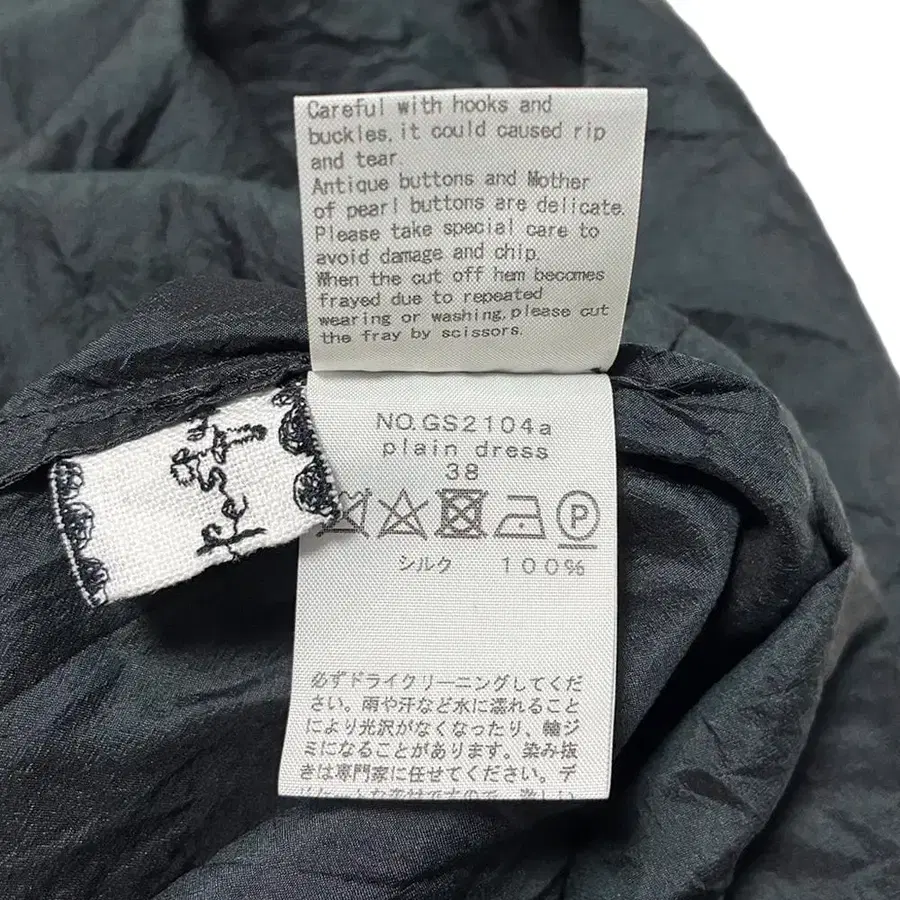 Careful with hooks and
buckles, it could caused rip
and tear.
Antique buttons and Mother
of pearl buttons are delicate.
Please take special care to
avoid damage and chip.
When the cut off hem becomes
frayed due to repeated
wearing or washing, please cut
the fray by scissors.
NO.GS2104a
plain dress
38
P
シルク 100%
必ずドライクリーニングしてくだ
さい。雨や汗など水に濡れること
により光沢がなくなったり、輪ジ
ミになることがあります。染み抜
きは専門家に任せてください。デ